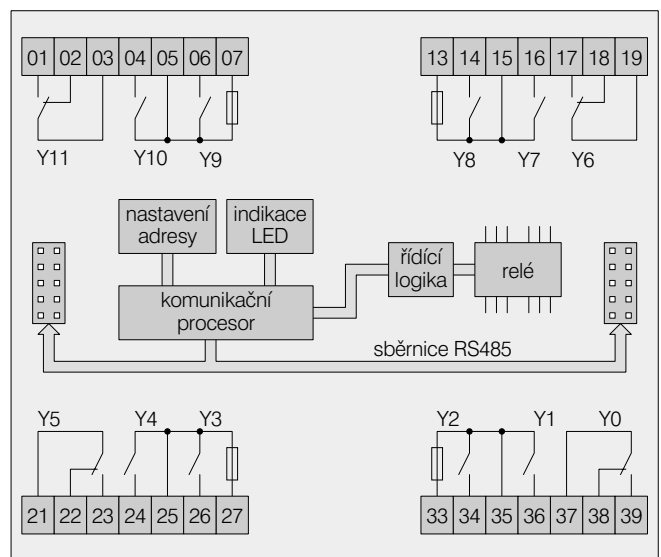 01 02 03 04 05 06 07
13 14 15 16 17 18 19
Y11 Y10 Y9
Y8 Y7 Y6
nastavení
adresy
indikace
LED
řídící
logika
relé
komunikační
procesor
sběrnice RS485
Y5 Y4 Y3
Y2 Y1 Y0
21 22 23 24 25 26 27
33 34 35 36 37 38 39